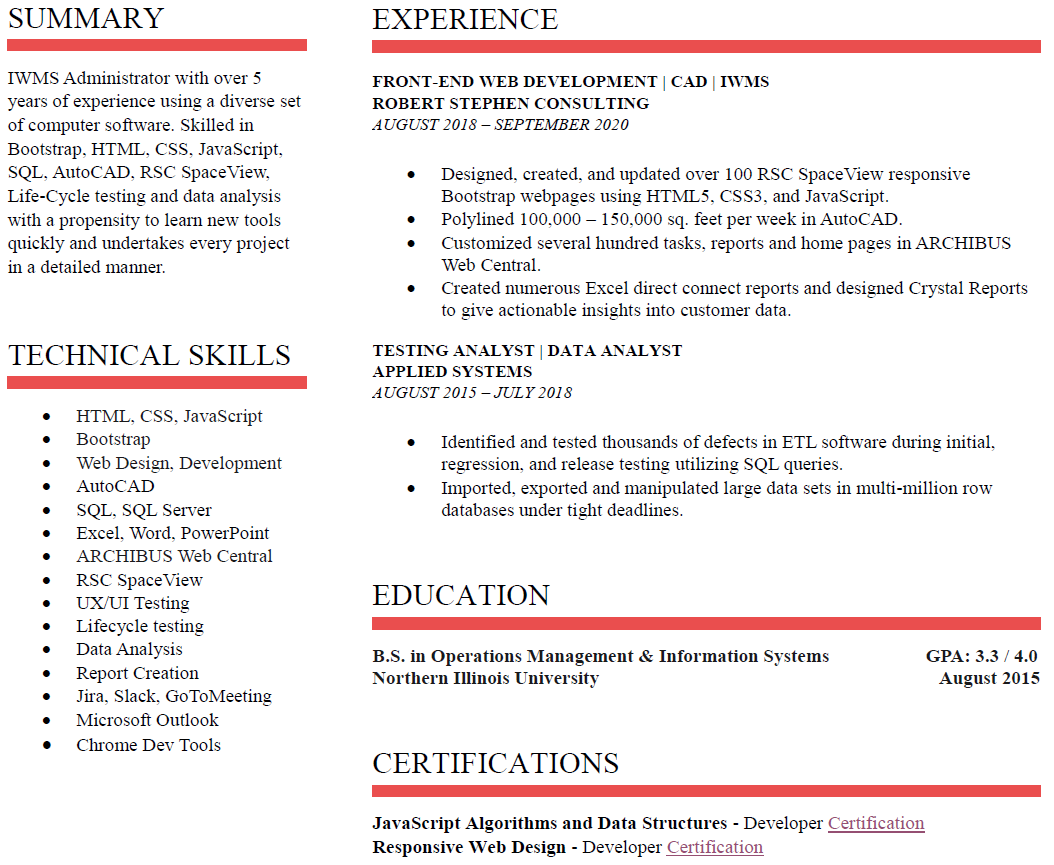 SUMMARY
IWMS Administrator with over 5
years of experience using a diverse set
of computer software. Skilled in
Bootstrap, HTML, CSS, JavaScript,
SQL, AutoCAD, RSC SpaceView,
Life-Cycle testing and data analysis
with a propensity to learn new tools
quickly and undertakes every project
in a detailed manner.
TECHNICAL SKILLS
• HTML, CSS, JavaScript
• Bootstrap
• Web Design, Development
• AutoCAD
• SQL, SQL Server
• Excel, Word, PowerPoint
• ARCHIBUS Web Central
• RSC SpaceView
• UX/UI Testing
• Lifecycle testing
• Data Analysis
• Report Creation
• Jira, Slack, GoToMeeting
• Microsoft Outlook
• Chrome Dev Tools
EXPERIENCE
FRONT-END WEB DEVELOPMENT | CAD | IWMS
ROBERT STEPHEN CONSULTING
AUGUST 2018 – SEPTEMBER 2020
• Designed, created, and updated over 100 RSC SpaceView responsive
Bootstrap webpages using HTML5, CSS3, and JavaScript.
• Polylined 100,000 – 150,000 sq. feet per week in AutoCAD.
• Customized several hundred tasks, reports and home pages in ARCHIBUS
Web Central.
• Created numerous Excel direct connect reports and designed Crystal Reports
to give actionable insights into customer data.
TESTING ANALYST | DATA ANALYST
APPLIED SYSTEMS
AUGUST 2015 – JULY 2018
• Identified and tested thousands of defects in ETL software during initial,
regression, and release testing utilizing SQL queries.
• Imported, exported and manipulated large data sets in multi-million row
databases under tight deadlines.
EDUCATION
B.S. in Operations Management & Information Systems GPA: 3.3 / 4.0
Northern Illinois University August 2015
CERTIFICATIONS
JavaScript Algorithms and Data Structures - Developer Certification
Responsive Web Design - Developer Certification